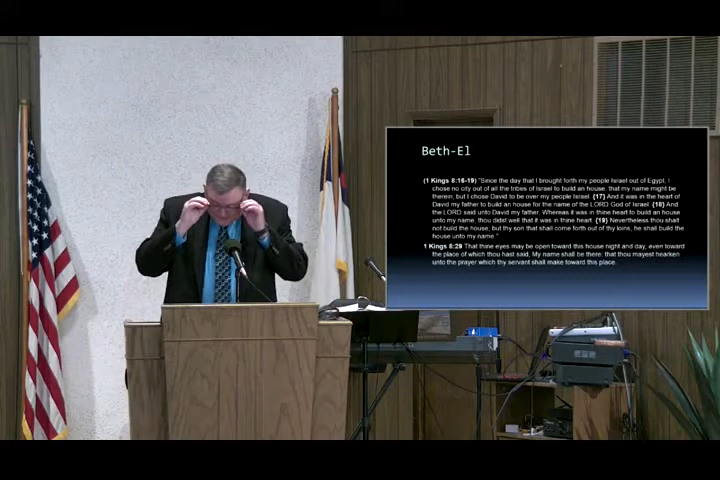 Beth-El
(1 Kings 8:16-19) "Since the day that I brought forth my people Israel out of Egypt, I
chose no city out of all the tribes of Israel to build an house, that my name might be
therein; but I chose David to be over my people Israel. (17) And it was in the heart of
David my father to build an house for the name of the LORD God of Israel. (18) And
the LORD said unto David my father, Whereas it was in thine heart to build an house
unto my name, thou didst well that it was in thine heart. (19) Nevertheless thou shalt
not build the house; but thy son that shall come forth out of thy loins, he shall build the
house unto my name."
1 Kings 8:29 That thine eyes may be open toward this house night and day, even toward
the place of which thou hast said, My name shall be there: that thou mayest hearken
unto the prayer which thy servant shall make toward this place.